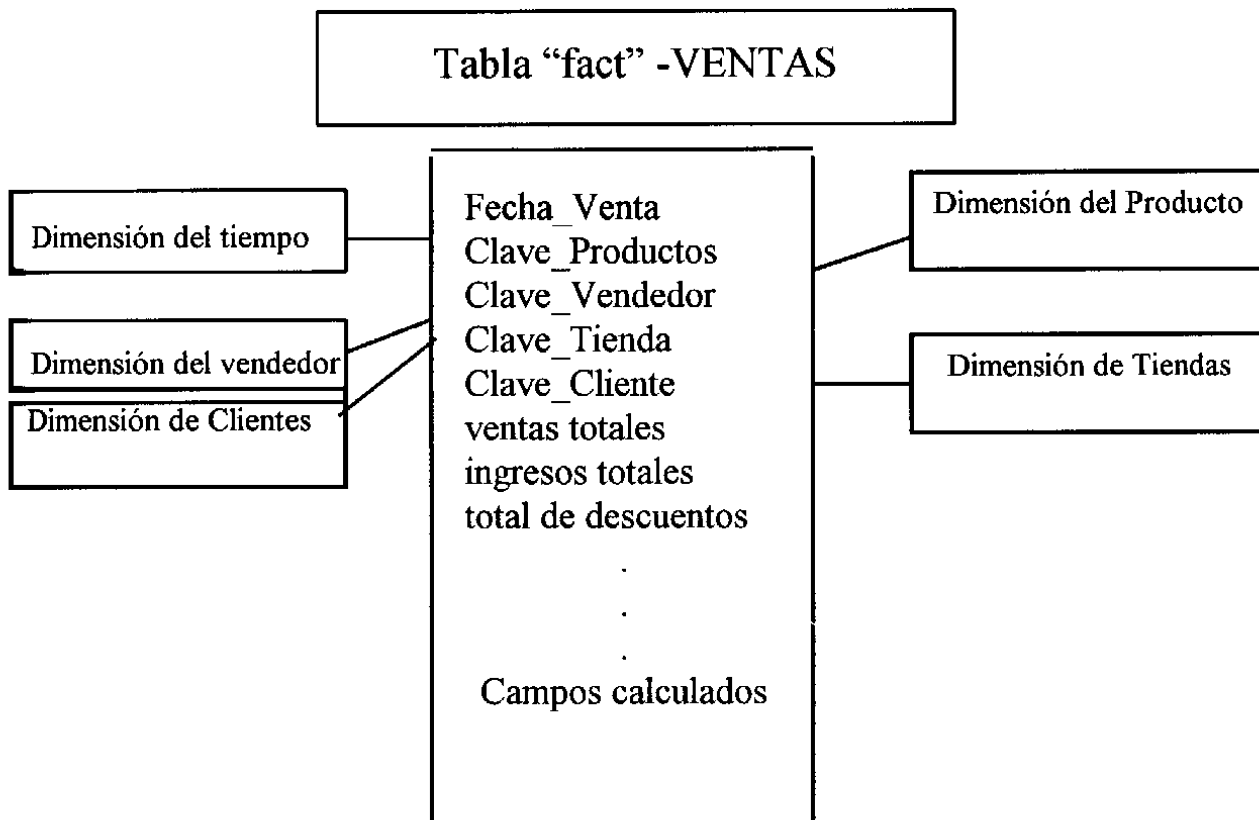 Tabla “fact” -VENTAS
Dimensión del tiempo
Dimensión del vendedor
Dimensión de Clientes
Fecha_Venta
Clave_Productos
Clave_Vendedor
Clave_Tienda
Clave_Cliente
ventas totales
ingresos totales
total de descuentos
.
.
.
Campos calculados
Dimensión del Producto
Dimensión de Tiendas